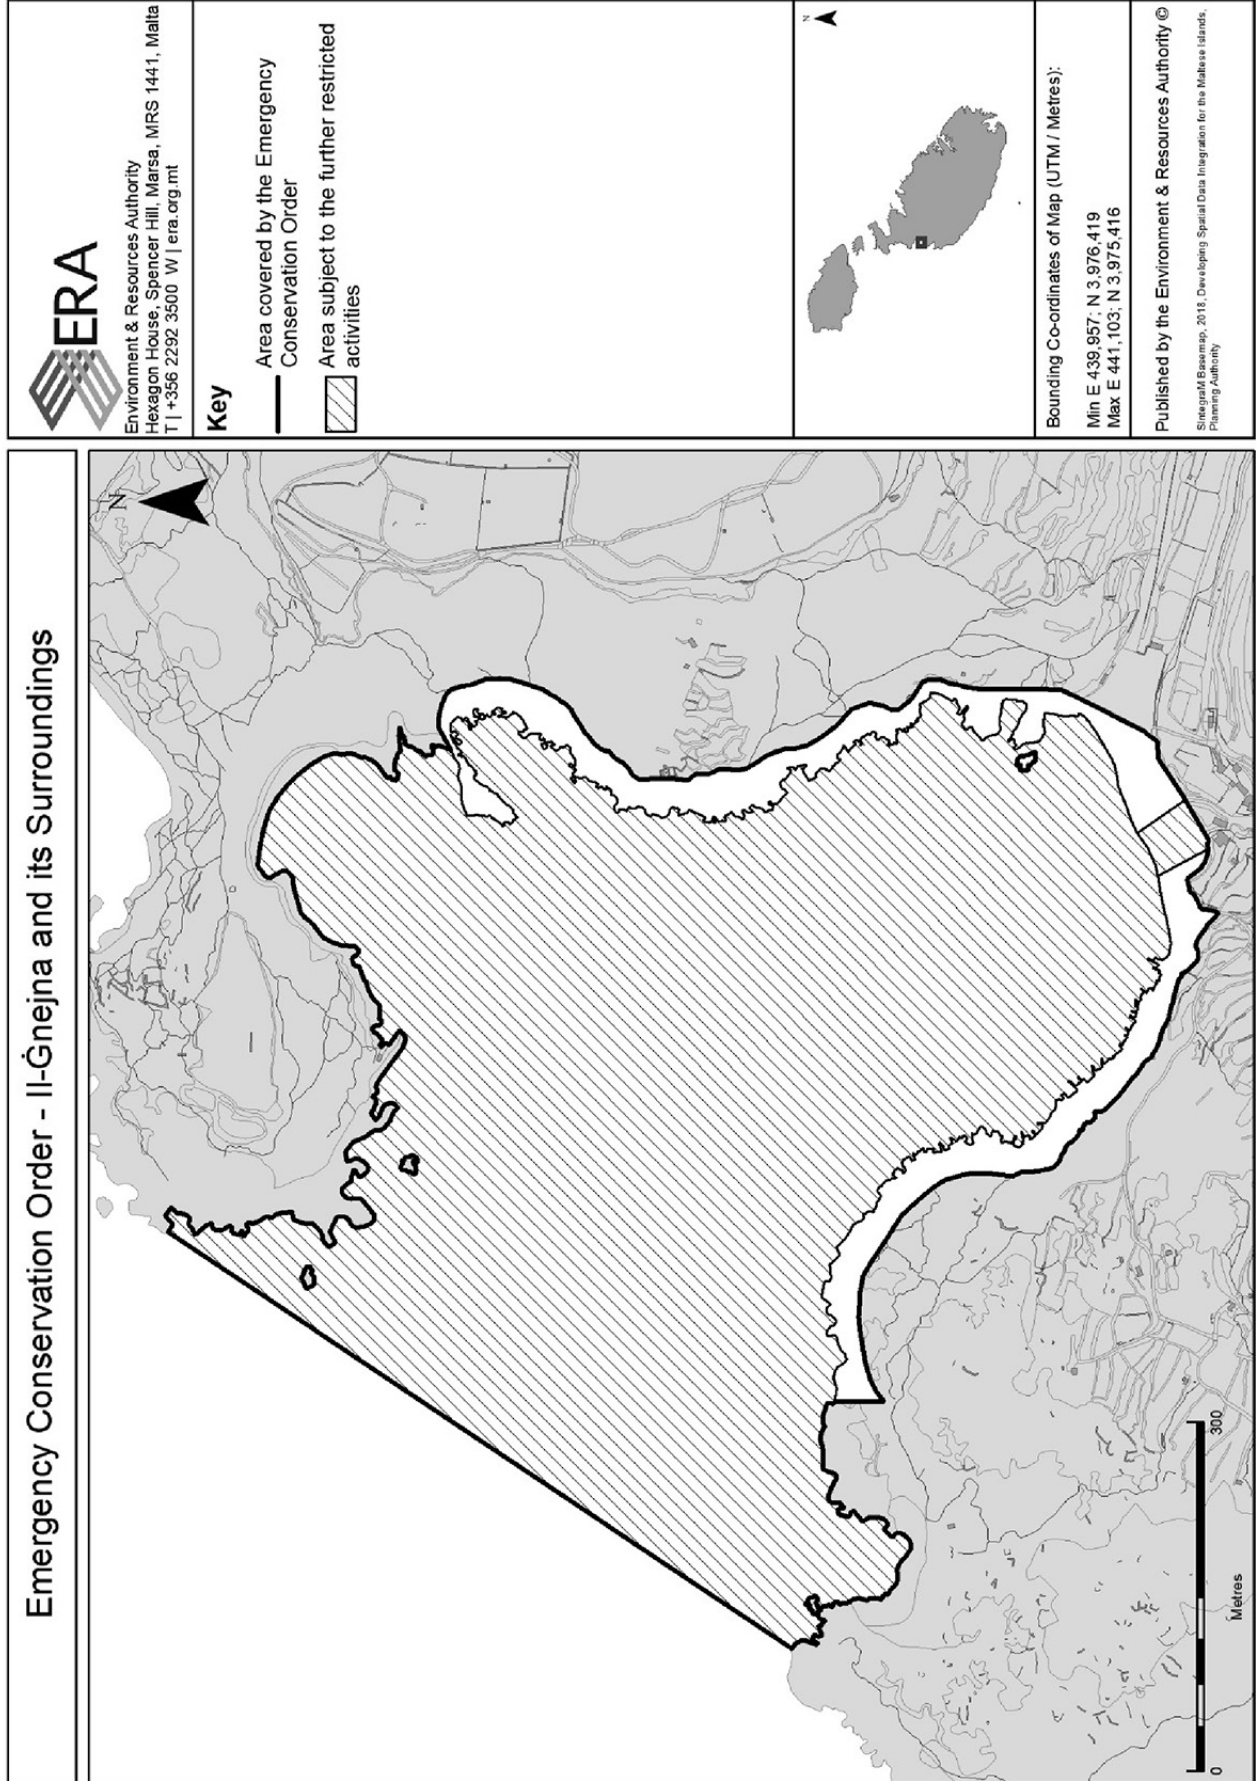 Emergency Conservation Order - Il-Ġnejna and its Surroundings
N
0
300
Metres
ERA
Environment & Resources Authority
Hexagon House, Spencer Hill, Marsa, MRS 1441, Malta
T | +356 2292 3500 W | era.org.mt
Key
Area covered by the Emergency
Conservation Order
Area subject to the further restricted
activities
N
Bounding Co-ordinates of Map (UTM / Metres):
Min E 439,957; N 3,976,419
Max E 441,103; N 3,975,416
Published by the Environment & Resources Authority ©
SintegraM Basemap, 2018, Developing Spatial Data Integration for the Maltese Islands,
Planning Authority